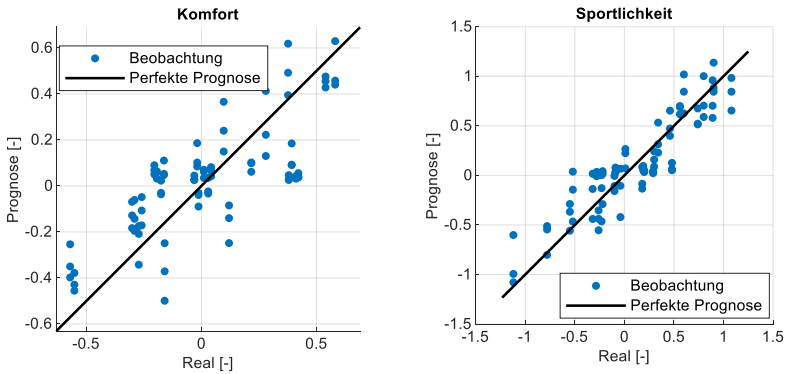 Komfort
0.6
0.4
0.2
0
-0.2
-0.4
-0.6
-0.5
0
0.5
Prognose [-]
Real [-]
Beobachtung
Perfekte Prognose
Sportlichkeit
1.5
1
0.5
0
-0.5
-1
-1.5
-1.5
-1
-0.5
0
0.5
1
1.5
Prognose [-]
Real [-]
Beobachtung
Perfekte Prognose